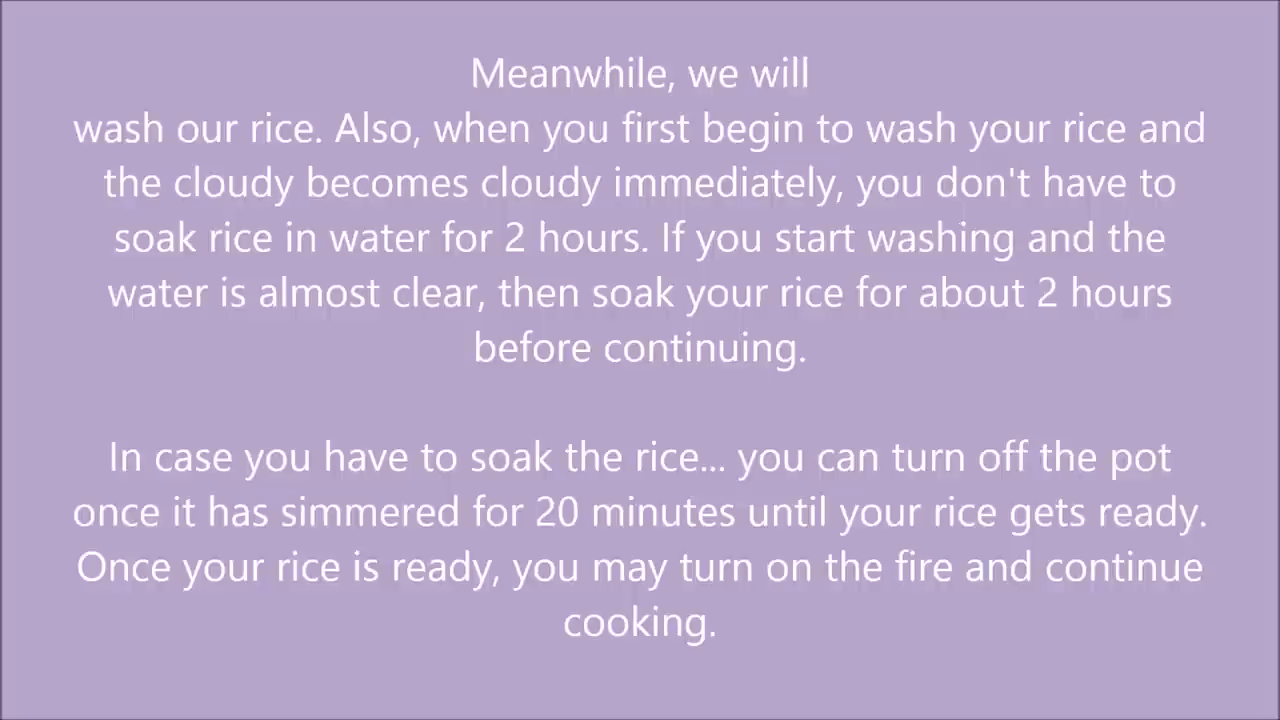 Meanwhile, we will
wash our rice. Also, when you first begin to wash your rice and
the cloudy becomes cloudy immediately, you don't have to
soak rice in water for 2 hours. If you start washing and the
water is almost clear, then soak your rice for about 2 hours
before continuing.
In case you have to soak the rice... you can turn off the pot
once it has simmered for 20 minutes until your rice gets ready.
Once your rice is ready, you may turn on the fire and continue
cooking.